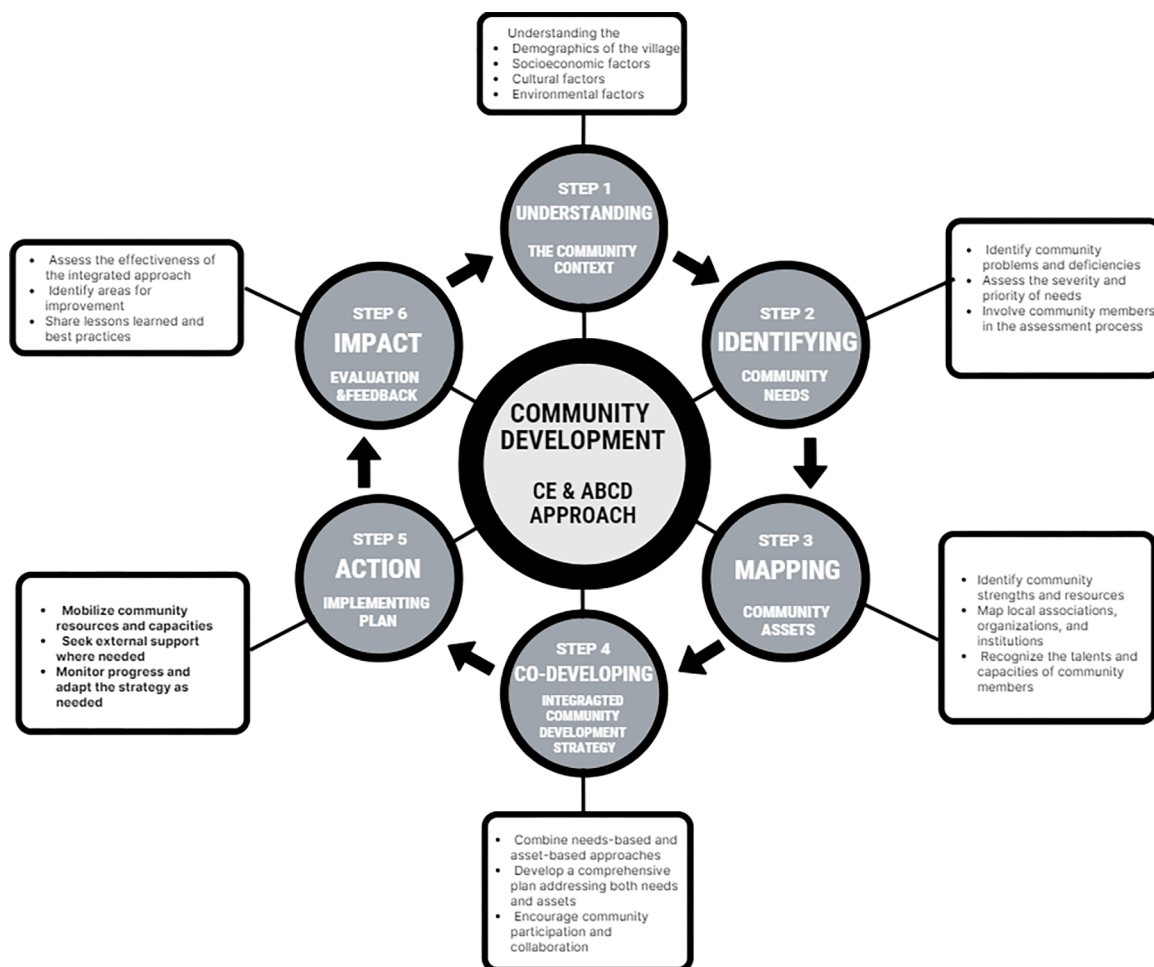 Understanding the
• Demographics of the village
• Socioeconomic factors
• Cultural factors
• Environmental factors
STEP 1
UNDERSTANDING
THE COMMUNITY
CONTEXT
• Identify community
problems and deficiencies
• Assess the severity and
priority of needs
• Involve community members
in the assessment process
STEP 2
IDENTIFYING
COMMUNITY
NEEDS
• Identify community
strengths and resources
• Map local associations,
organizations, and
institutions
• Recognize the talents and
capacities of community
members
STEP 3
MAPPING
COMMUNITY
ASSETS
STEP 4
CO-DEVELOPING
INTEGRAGTED
COMMUNITY
DEVELOPMENT
STRATEGY
• Combine needs-based and
asset-based approaches
• Develop a comprehensive
plan addressing both needs
and assets
• Encourage community
participation and
collaboration
STEP 5
ACTION
IMPLEMENTING
PLAN
• Mobilize community
resources and capacities
• Seek external support
where needed
• Monitor progress and
adapt the strategy as
needed
STEP 6
IMPACT
EVALUATION
&FEEDBACK
• Assess the effectiveness of
the integrated approach
• Identify areas for
improvement
• Share lessons learned and
best practices
COMMUNITY
DEVELOPMENT
CE & ABCD
APPROACH